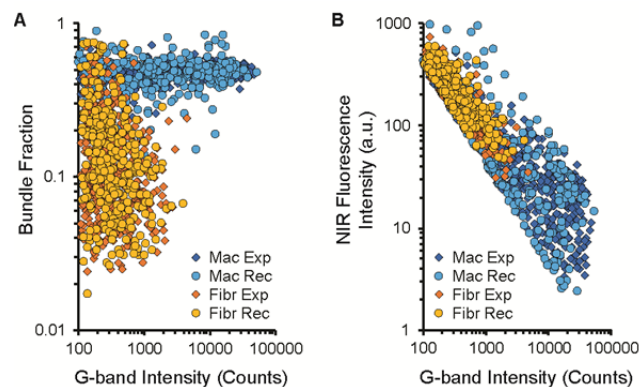 A
1
0.1
0.01
Bundle Fraction
Mac Exp
Mac Rec
Fibr Exp
Fibr Rec
100 1000 10000 100000
G-band Intensity (Counts)
B
1000
100
10
1
NIR Fluorescence
Intensity (a.u.)
Mac Exp
Mac Rec
Fibr Exp
Fibr Rec
100 1000 10000 100000
G-band Intensity (Counts)